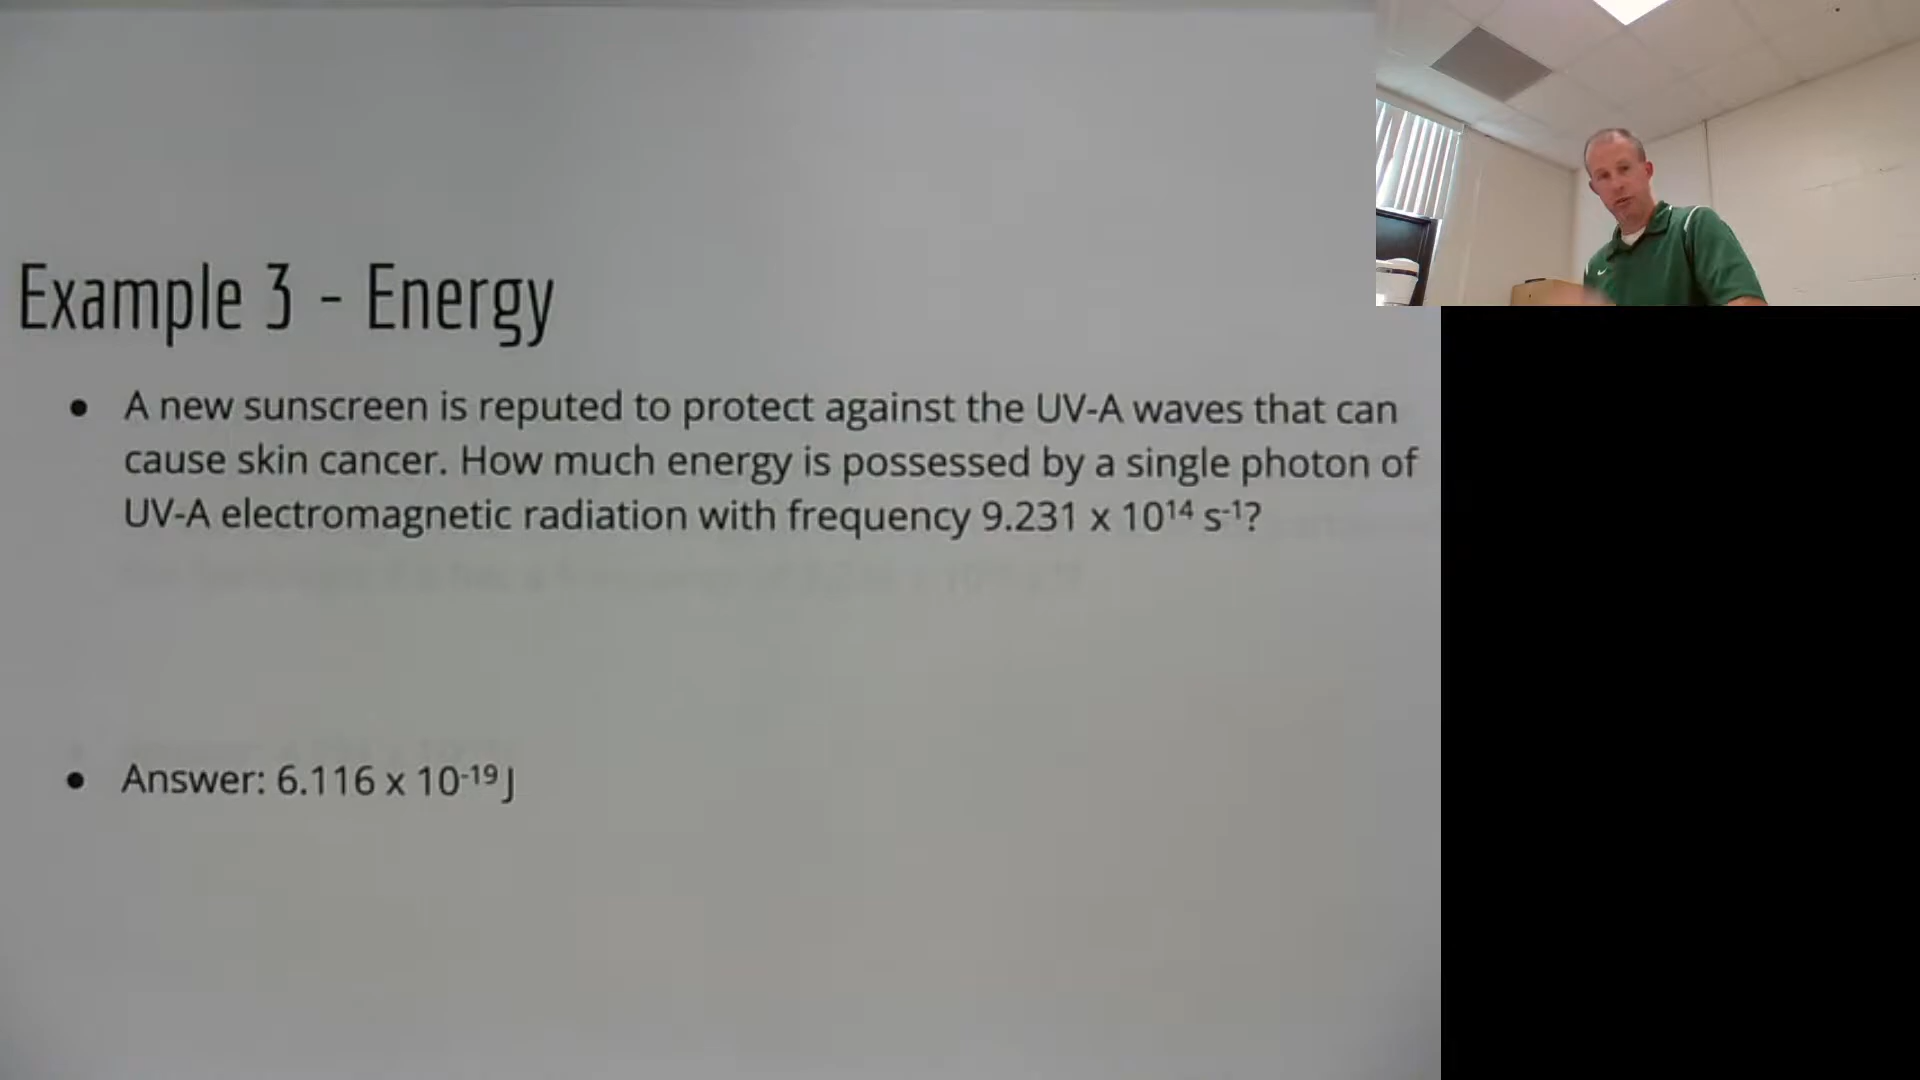 Example 3 - Energy
● A new sunscreen is reputed to protect against the UV-A waves that can
cause skin cancer. How much energy is possessed by a single photon of
UV-A electromagnetic radiation with frequency 9.231 x 10¹⁴ s⁻¹?
● Answer: 6.116 x 10⁻¹⁹ J